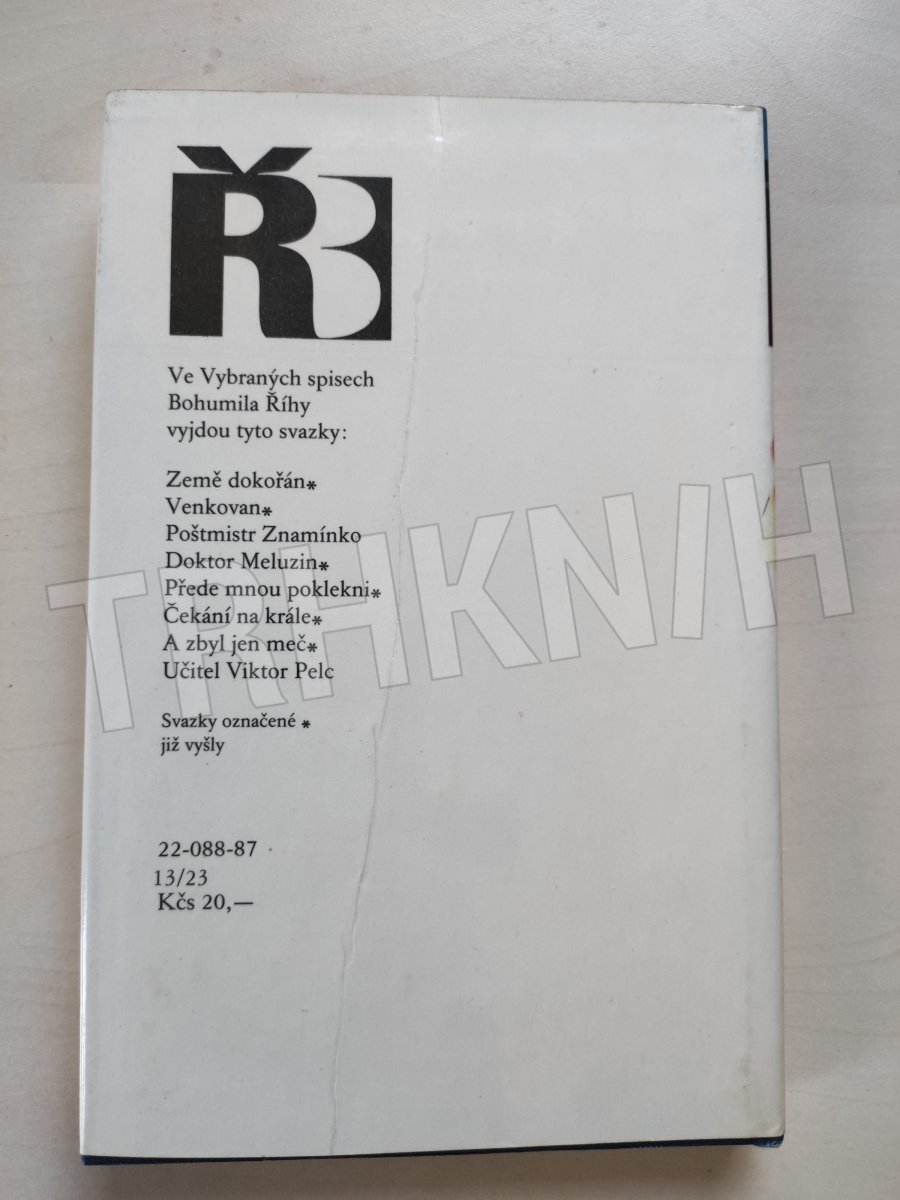 ŘB
Ve Vybraných spisech
Bohumila Říhy
vyjdou tyto svazky:
Země dokořán*
Venkovan*
Poštmistr Znamínko
Doktor Meluzin*
Přede mnou poklekni*
Čekání na krále*
A zbyl jen meč*
Učitel Viktor Pelc
Svazky označené *
již vyšly
22-088-87
13/23
Kčs 20,—
TRHKNIH